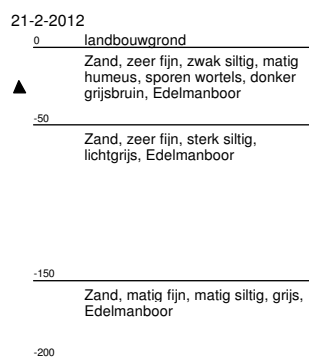 21-2-2012
0 landbouwgrond
Zand, zeer fijn, zwak siltig, matig
humeus, sporen wortels, donker
grijsbruin, Edelmanboor
-50
Zand, zeer fijn, sterk siltig,
lichtgrijs, Edelmanboor
-150
Zand, matig fijn, matig siltig, grijs,
Edelmanboor
-200